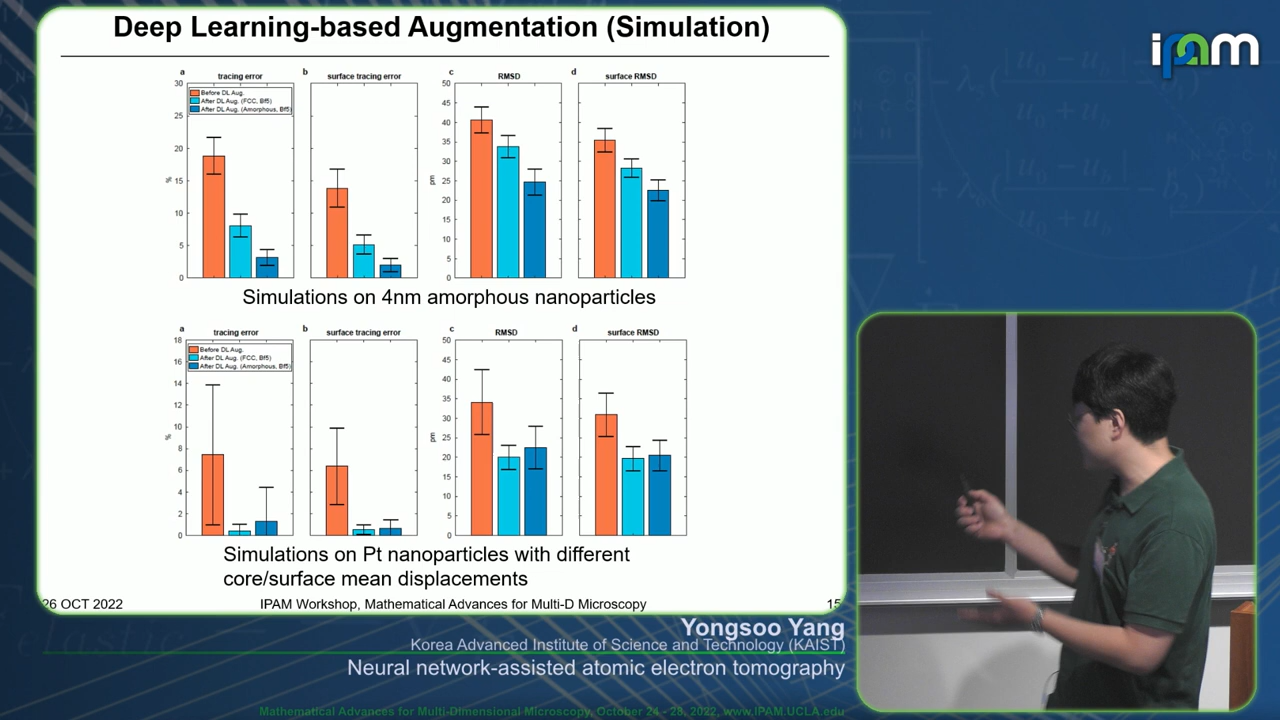 Deep Learning-based Augmentation (Simulation)
ipam
a tracing error
b surface tracing error
c RMSD
d surface RMSD
Before DL Aug.
After DL Aug. (FCC, Bf5)
After DL Aug. (Amorphous, Bf5)
30
25
20
15
10
5
0
%
50
45
40
35
30
25
20
15
10
5
0
pm
Simulations on 4nm amorphous nanoparticles
a tracing error
b surface tracing error
c RMSD
d surface RMSD
Before DL Aug.
After DL Aug. (FCC, Bf5)
After DL Aug. (Amorphous, Bf5)
18
16
14
12
10
8
6
4
2
0
%
50
45
40
35
30
25
20
15
10
5
0
pm
Simulations on Pt nanoparticles with different
core/surface mean displacements
26 OCT 2022 IPAM Workshop, Mathematical Advances for Multi-D Microscopy 15
Yongsoo Yang
Korea Advanced Institute of Science and Technology (KAIST)
Neural network-assisted atomic electron tomography
Mathematical Advances for Multi-Dimensional Microscopy, October 24 - 28, 2022, www.IPAM.UCLA.edu